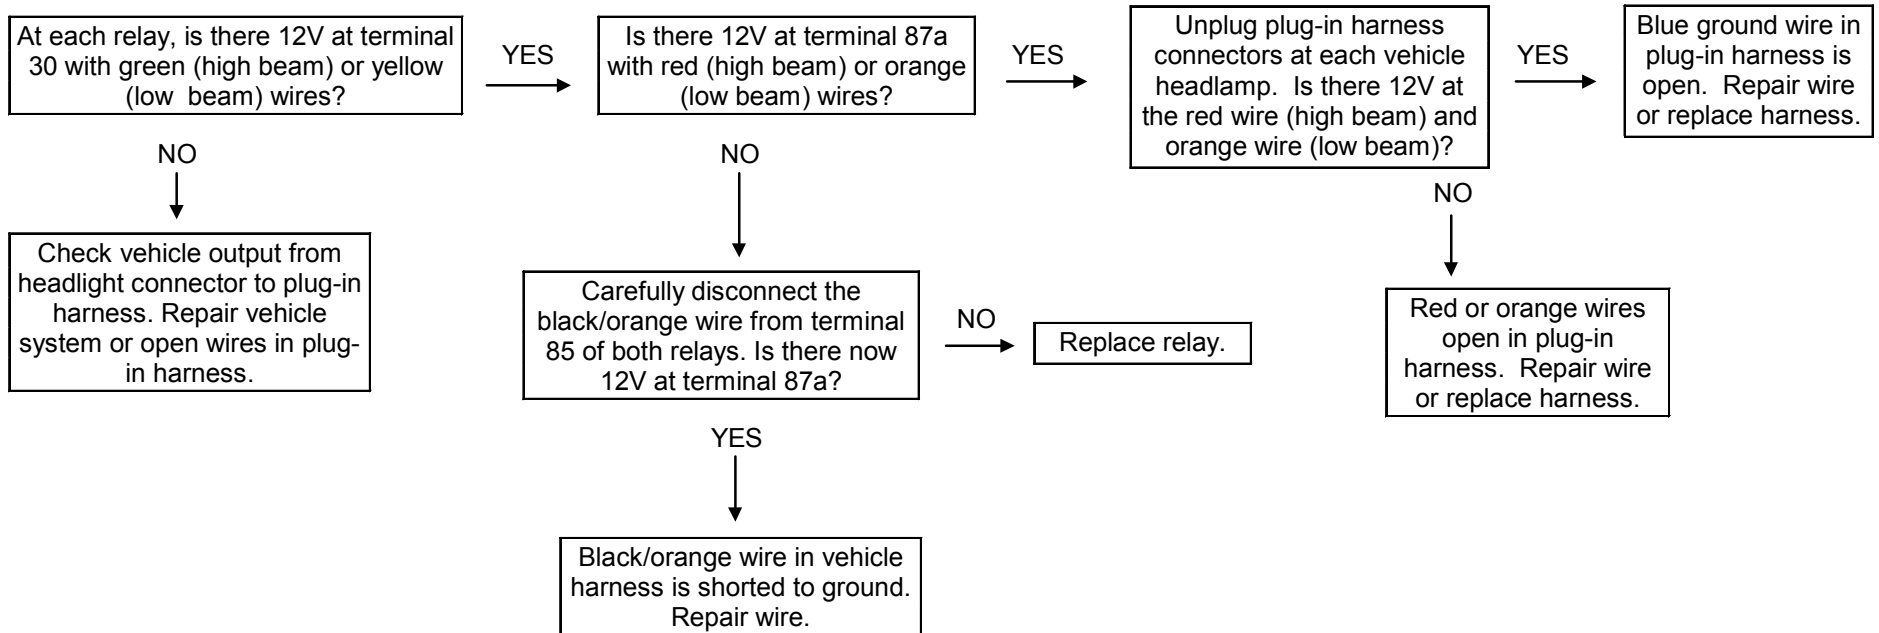 At each relay, is there 12V at terminal
30 with green (high beam) or yellow
(low  beam) wires?
YES
Is there 12V at terminal 87a
with red (high beam) or orange
(low beam) wires?
YES
Unplug plug-in harness
connectors at each vehicle
headlamp.  Is there 12V at
the red wire (high beam) and
orange wire (low beam)?
YES
Blue ground wire in
plug-in harness is
open.  Repair wire
or replace harness.
NO
NO
NO
Check vehicle output from
headlight connector to plug-in
harness. Repair vehicle
system or open wires in plug-
in harness.
Carefully disconnect the
black/orange wire from terminal
85 of both relays. Is there now
12V at terminal 87a?
NO
Replace relay.
Red or orange wires
open in plug-in
harness.  Repair wire
or replace harness.
YES
Black/orange wire in vehicle
harness is shorted to ground.
Repair wire.